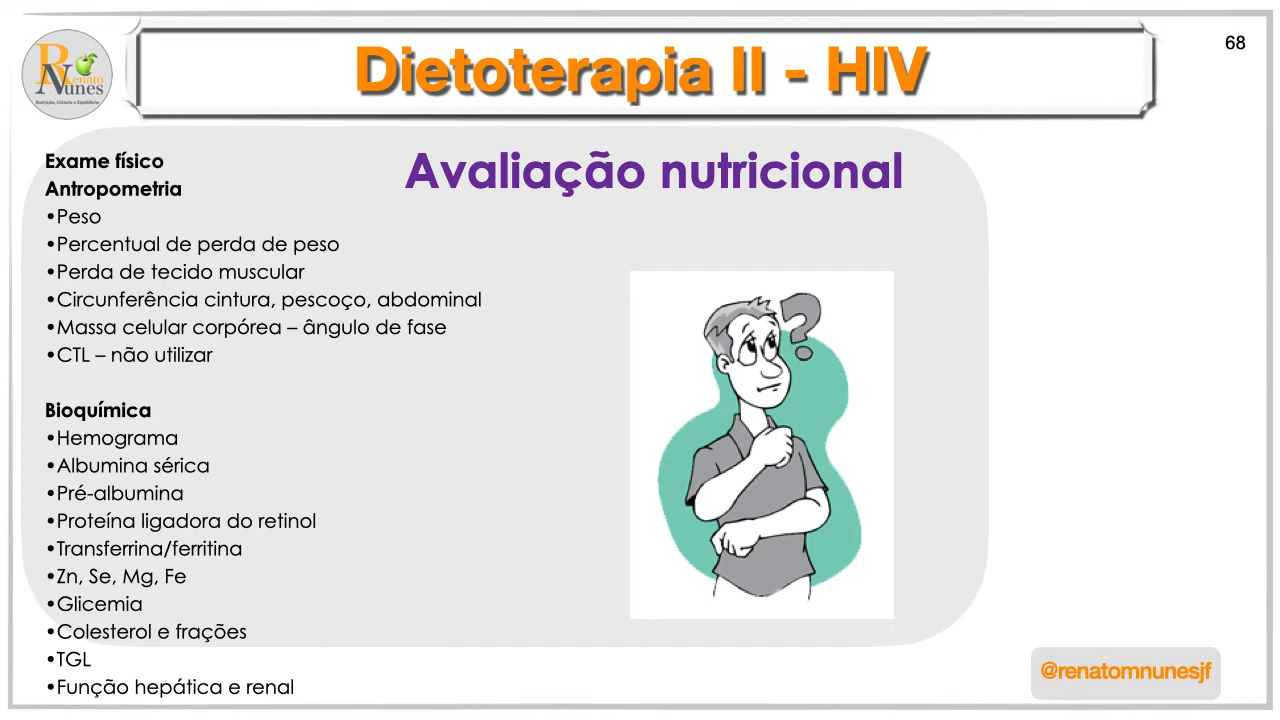 68
Renato
Nunes
Nutrição, Ciência e Equilíbrio
Dietoterapia II - HIV
Avaliação nutricional
Exame físico
Antropometria
•Peso
•Percentual de perda de peso
•Perda de tecido muscular
•Circunferência cintura, pescoço, abdominal
•Massa celular corpórea – ângulo de fase
•CTL – não utilizar
Bioquímica
•Hemograma
•Albumina sérica
•Pré-albumina
•Proteína ligadora do retinol
•Transferrina/ferritina
•Zn, Se, Mg, Fe
•Glicemia
•Colesterol e frações
•TGL
•Função hepática e renal
?
@renatomnunesjf